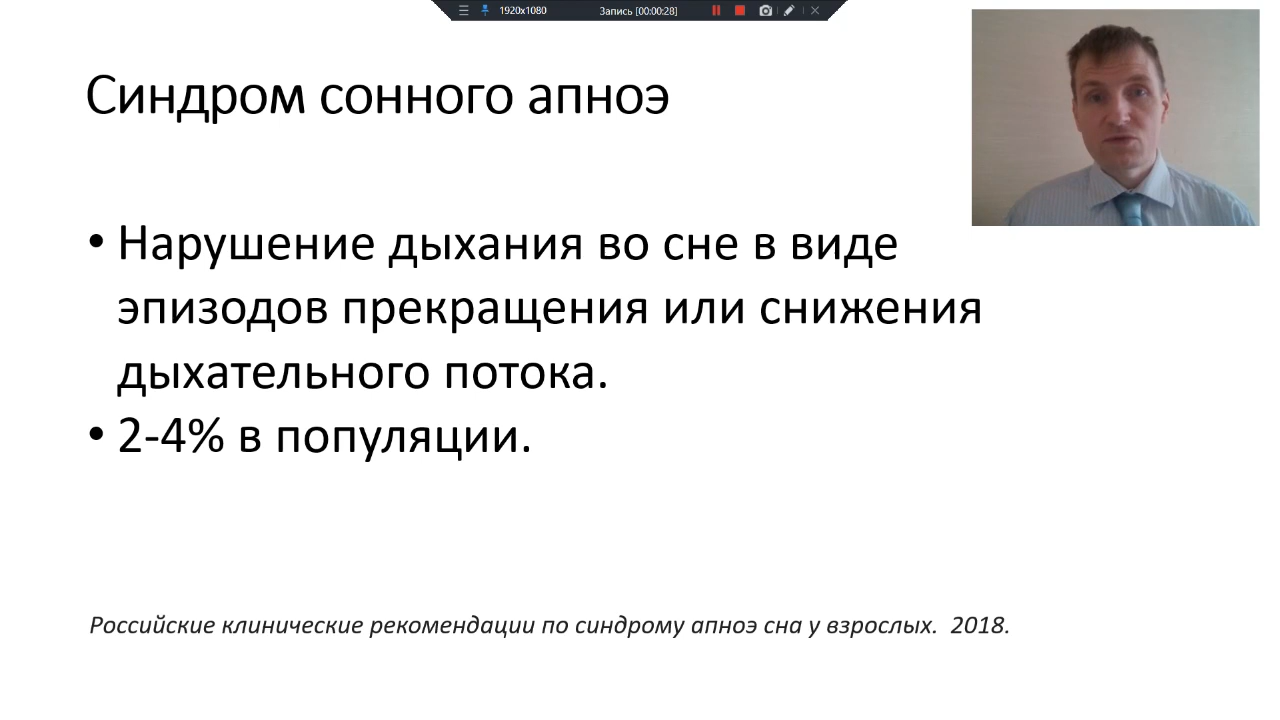 1920x1080 Запись [00:00:28]
Синдром сонного апноэ
• Нарушение дыхания во сне в виде
эпизодов прекращения или снижения
дыхательного потока.
• 2-4% в популяции.
Российские клинические рекомендации по синдрому апноэ сна у взрослых. 2018.